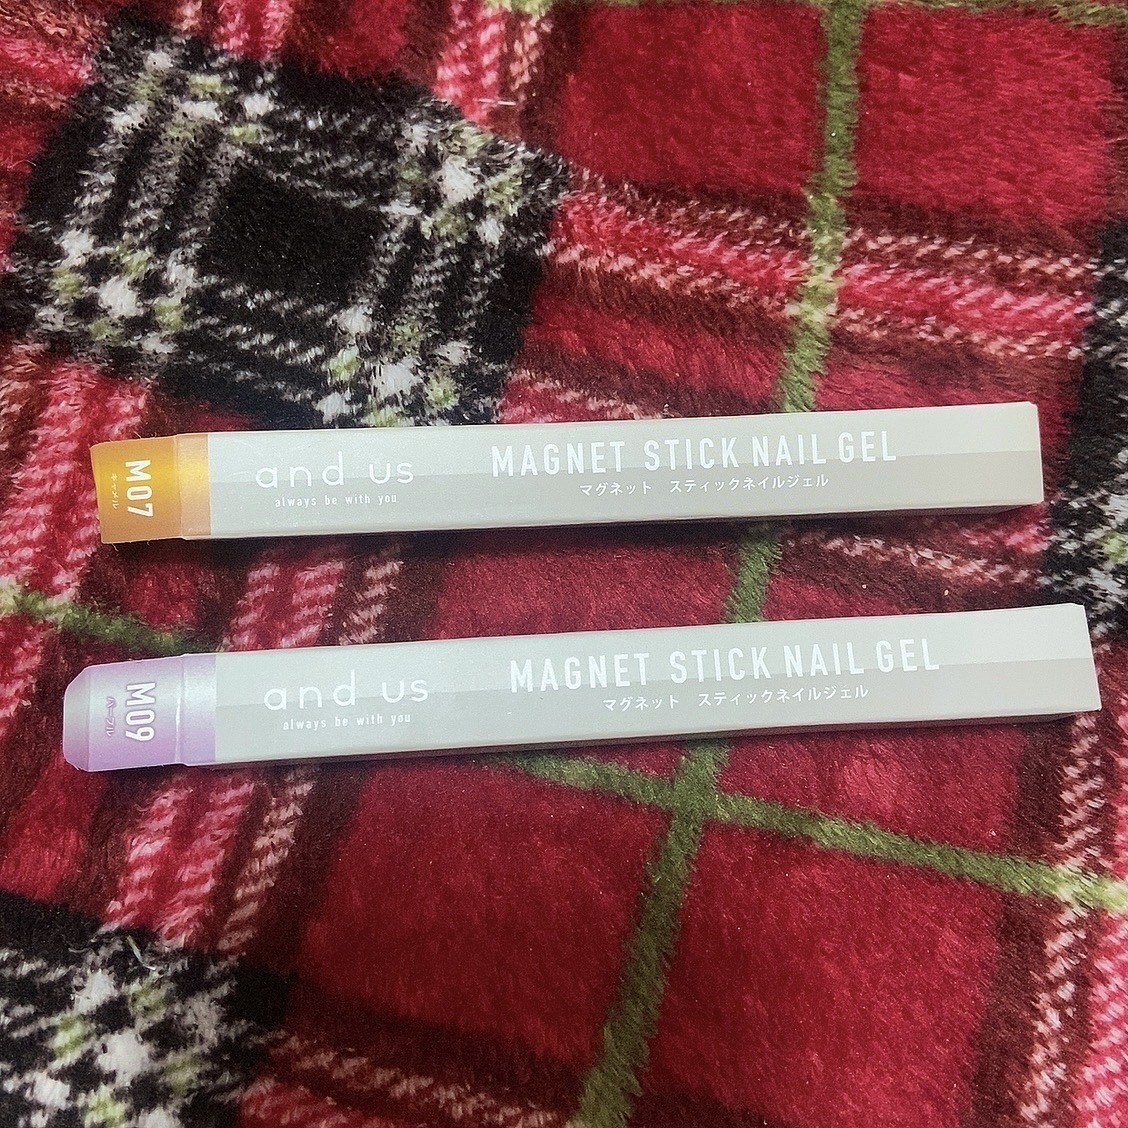 M07
キャメル
and us
always be with you
MAGNET STICK NAIL GEL
マグネット スティックネイルジェル
M09
パープル
and us
always be with you
MAGNET STICK NAIL GEL
マグネット スティックネイルジェル